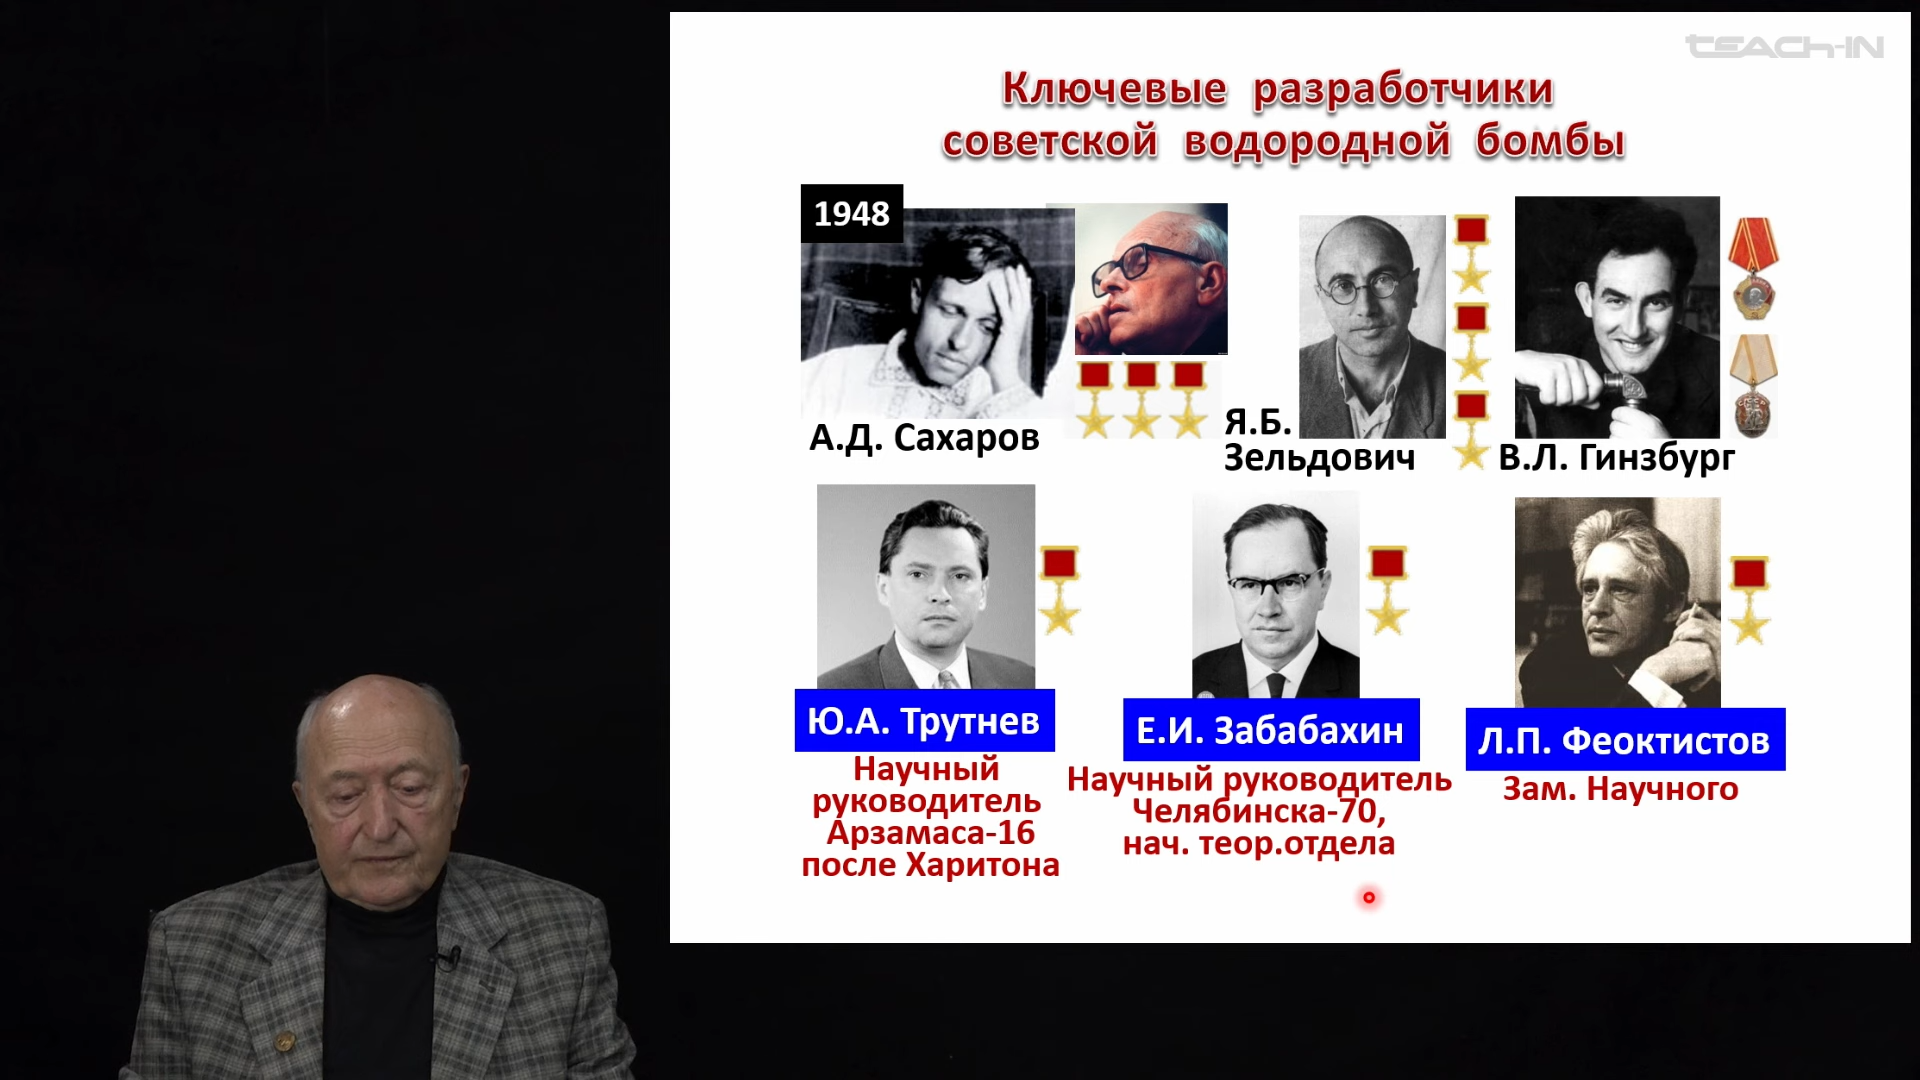 TEACH-IN
Ключевые разработчики
советской водородной бомбы
1948
А.Д. Сахаров
Я.Б.
Зельдович
В.Л. Гинзбург
Ю.А. Трутнев
Научный
руководитель
Арзамаса-16
после Харитона
Е.И. Забабахин
Научный руководитель
Челябинска-70,
нач. теор.отдела
Л.П. Феоктистов
Зам. Научного